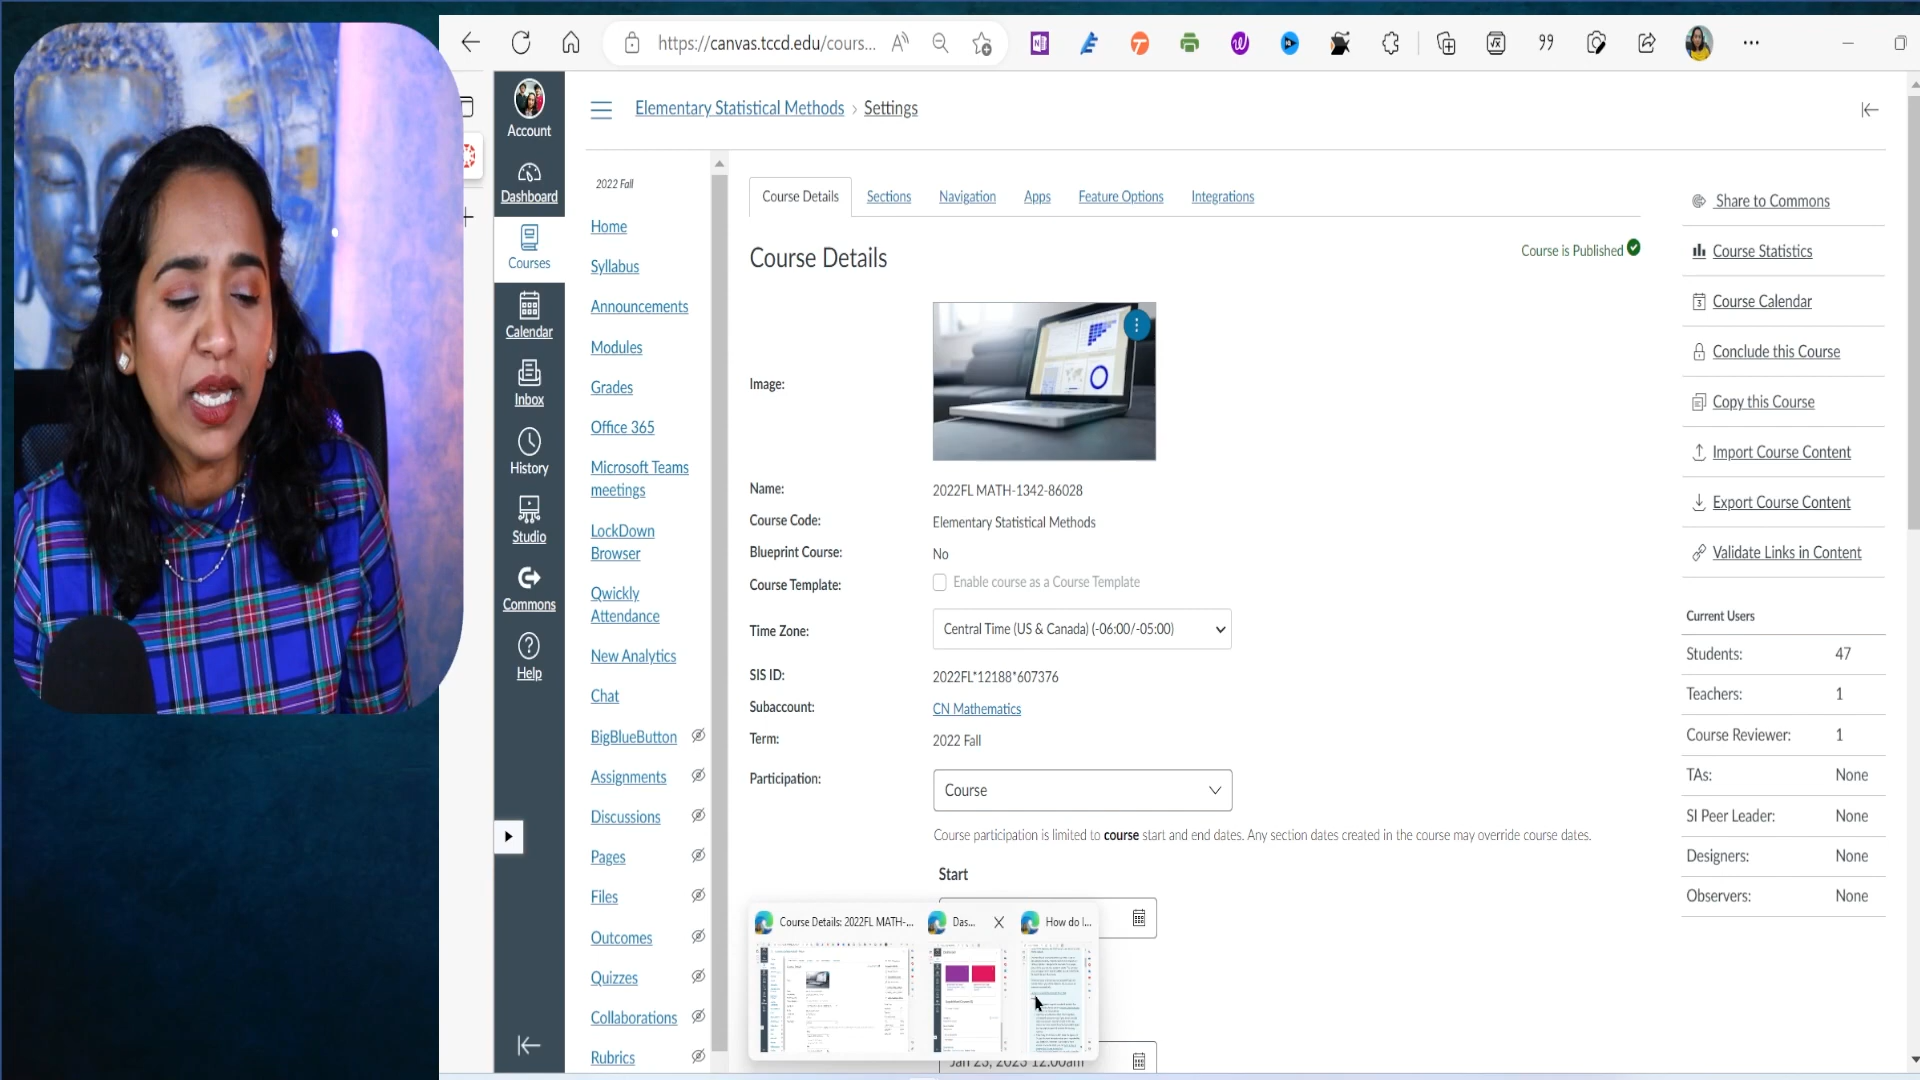 https://canvas.tccd.edu/cours...
Account
Dashboard
Courses
Calendar
Inbox
History
Studio
Commons
Help
Elementary Statistical Methods › Settings
2022 Fall
Home
Syllabus
Announcements
Modules
Grades
Office 365
Microsoft Teams
meetings
LockDown
Browser
Qwickly
Attendance
New Analytics
Chat
BigBlueButton
Assignments
Discussions
Pages
Files
Outcomes
Quizzes
Collaborations
Rubrics
Course Details Sections Navigation Apps Feature Options Integrations
Course Details
Course is Published
Image:
Name: 2022FL MATH-1342-86028
Course Code: Elementary Statistical Methods
Blueprint Course: No
Course Template: Enable course as a Course Template
Time Zone: Central Time (US & Canada) (-06:00/-05:00)
SIS ID: 2022FL*12188*607376
Subaccount: CN Mathematics
Term: 2022 Fall
Participation: Course
Course participation is limited to course start and end dates. Any section dates created in the course may override course dates.
Start
Course Details: 2022FL MATH-... Das... How do I...
Jan 23, 2023 12:00am
Share to Commons
Course Statistics
Course Calendar
Conclude this Course
Copy this Course
Import Course Content
Export Course Content
Validate Links in Content
Current Users
Students: 47
Teachers: 1
Course Reviewer: 1
TAs: None
SI Peer Leader: None
Designers: None
Observers: None